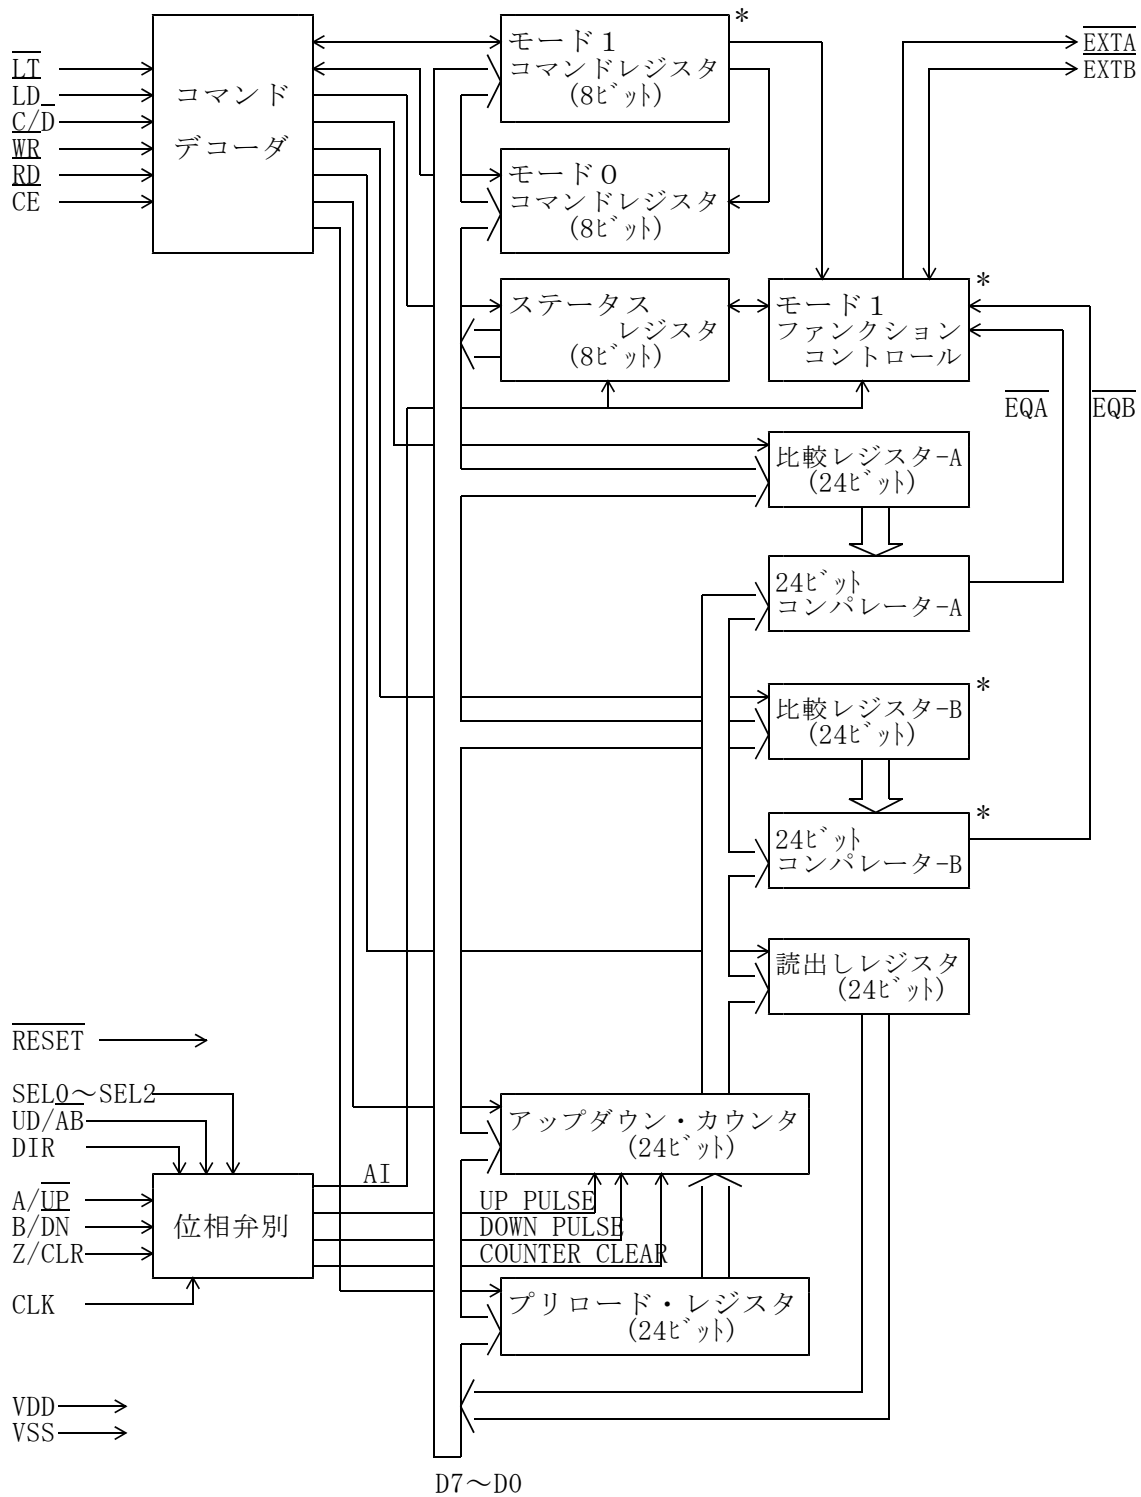 *
モード1
コマンドレジスタ
(8ビット)
EXTA
EXTB
LT
LD
C/D
WR
RD
CE
コマンド
デコーダ
モード0
コマンドレジスタ
(8ビット)
*
ステータス
レジスタ
(8ビット)
モード1
ファンクション
コントロール
EQA
EQB
比較レジスタ-A
(24ビット)
24ビット
コンパレータ-A
*
比較レジスタ-B
(24ビット)
*
24ビット
コンパレータ-B
読出しレジスタ
(24ビット)
RESET
SEL0～SEL2
UD/AB
DIR
アップダウン・カウンタ
(24ビット)
AI
A/UP
B/DN
Z/CLR
位相弁別
UP PULSE
DOWN PULSE
COUNTER CLEAR
CLK
プリロード・レジスタ
(24ビット)
VDD
VSS
D7～D0